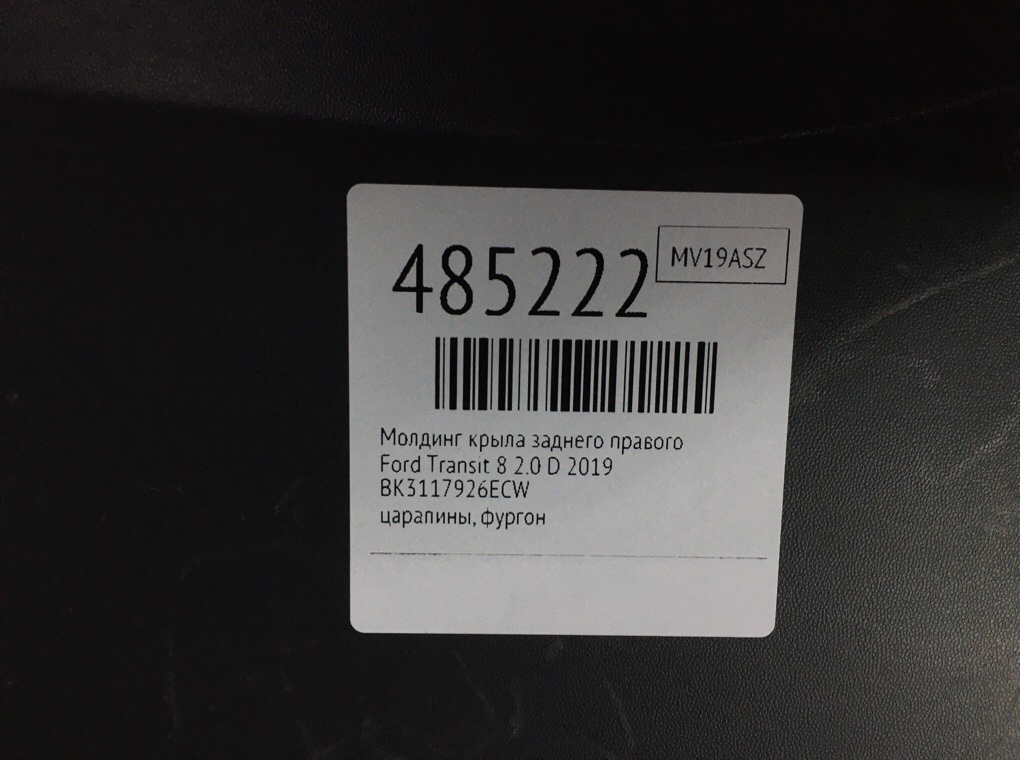 485222
MV19ASZ
Молдинг крыла заднего правого
Ford Transit 8 2.0 D 2019
BK3117926ECW
царапины, фургон